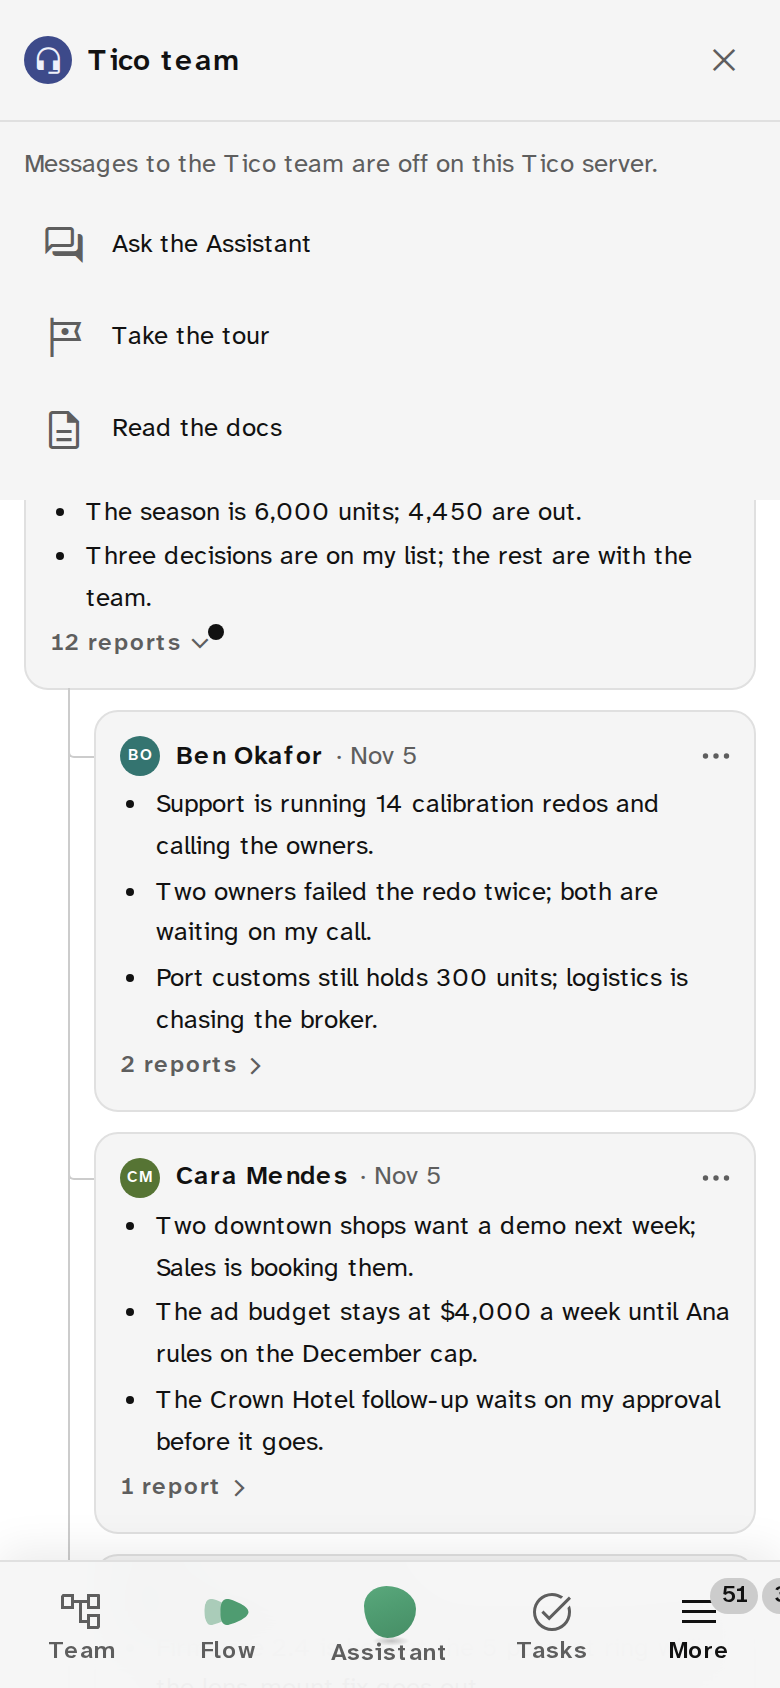 Tico team
Messages to the Tico team are off on this Tico server.
Ask the Assistant
Take the tour
Read the docs
• The season is 6,000 units; 4,450 are out.
• Three decisions are on my list; the rest are with the
team.
12 reports
BO Ben Okafor · Nov 5
• Support is running 14 calibration redos and
calling the owners.
• Two owners failed the redo twice; both are
waiting on my call.
• Port customs still holds 300 units; logistics is
chasing the broker.
2 reports
CM Cara Mendes · Nov 5
• Two downtown shops want a demo next week;
Sales is booking them.
• The ad budget stays at $4,000 a week until Ana
rules on the December cap.
• The Crown Hotel follow-up waits on my approval
before it goes.
1 report
51
Team
Flow
Assistant
Tasks
More
the lens-mount fix goes out.